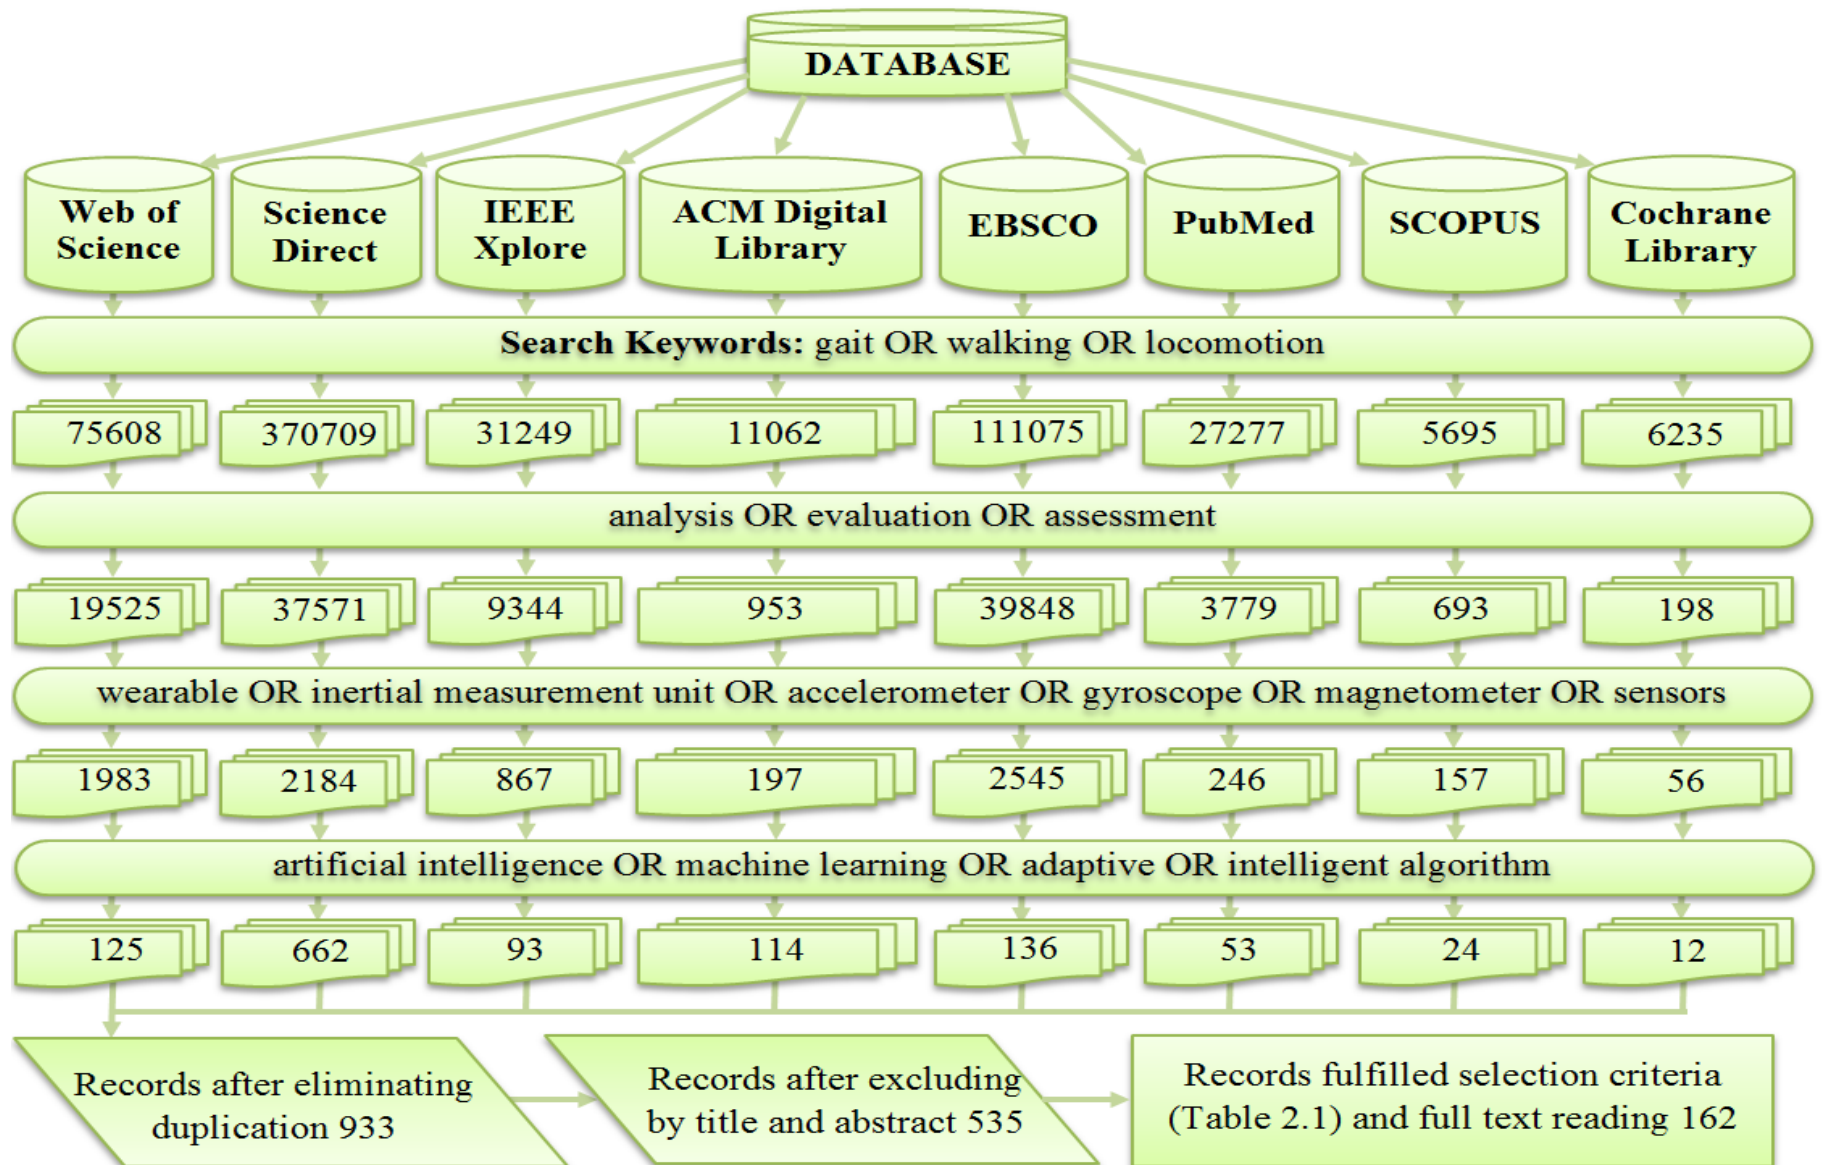 DATABASE
Web of
Science
Science
Direct
IEEE
Xplore
ACM Digital
Library
EBSCO
PubMed
SCOPUS
Cochrane
Library
Search Keywords: gait OR walking OR locomotion
75608
370709
31249
11062
111075
27277
5695
6235
analysis OR evaluation OR assessment
19525
37571
9344
953
39848
3779
693
198
wearable OR inertial measurement unit OR accelerometer OR gyroscope OR magnetometer OR sensors
1983
2184
867
197
2545
246
157
56
artificial intelligence OR machine learning OR adaptive OR intelligent algorithm
125
662
93
114
136
53
24
12
Records after eliminating
duplication 933
Records after excluding
by title and abstract 535
Records fulfilled selection criteria
(Table 2.1) and full text reading 162